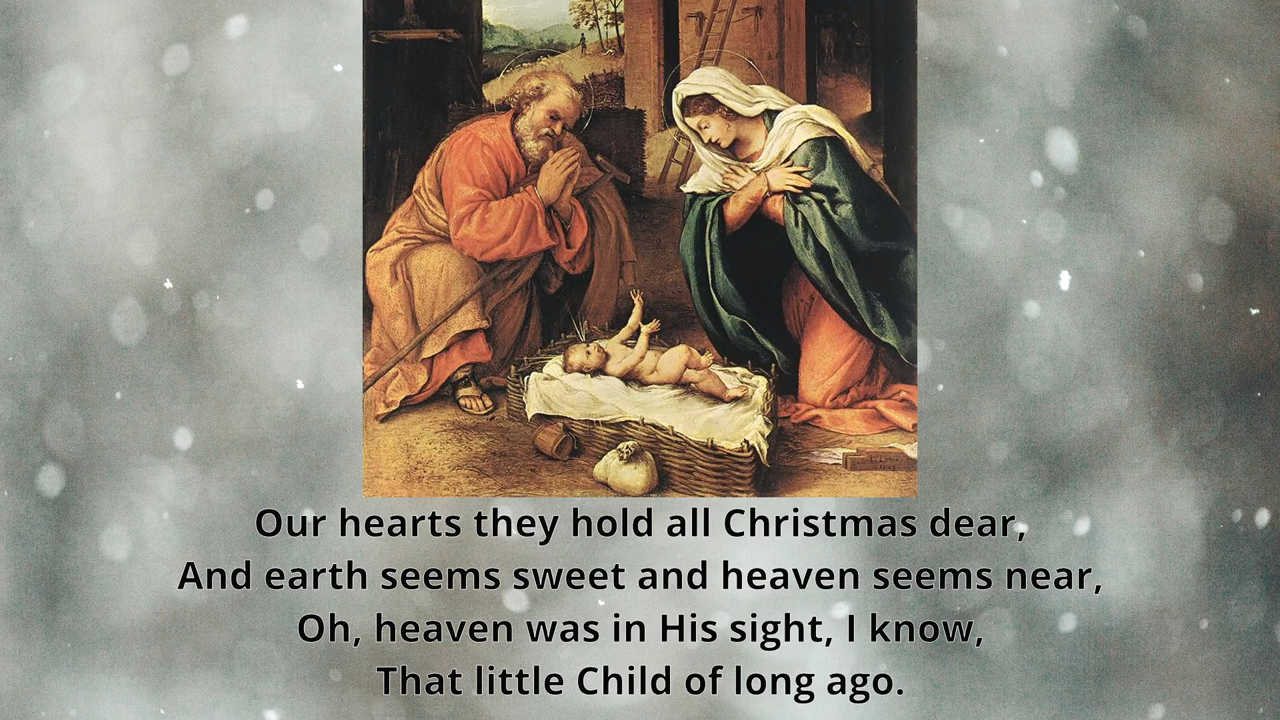 Our hearts they hold all Christmas dear,
And earth seems sweet and heaven seems near,
Oh, heaven was in His sight, I know,
That little Child of long ago.